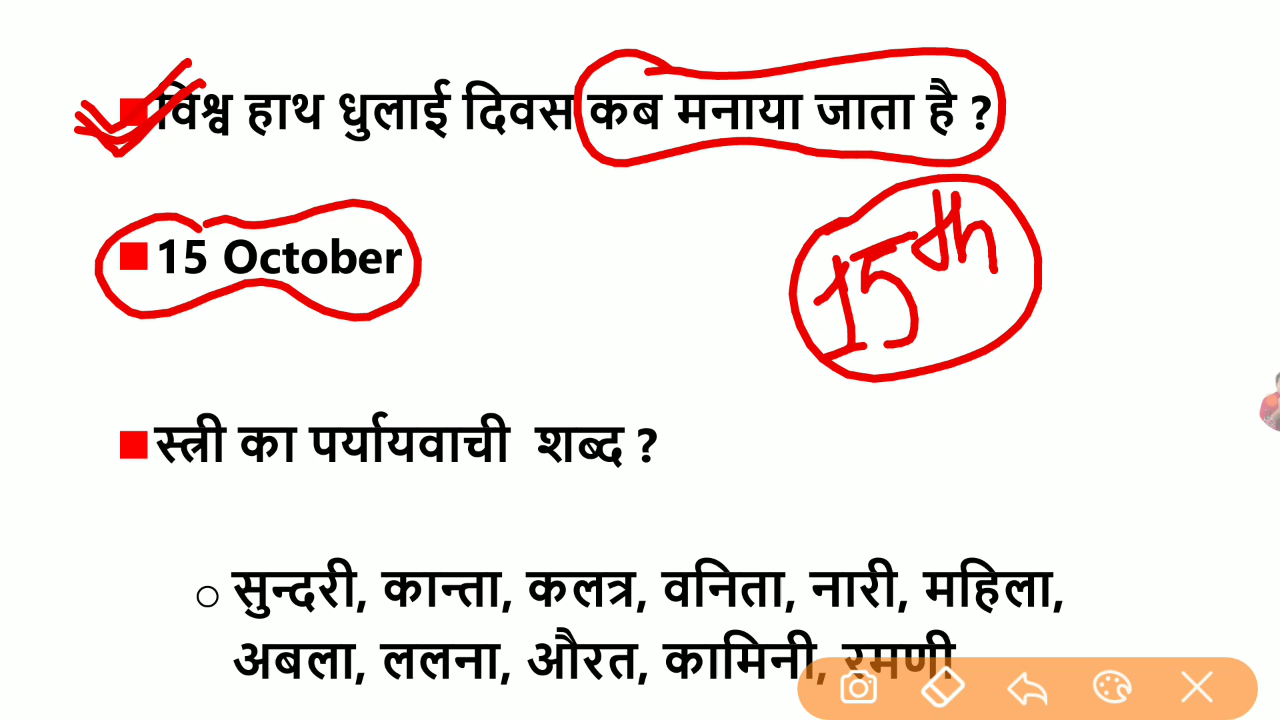 विश्व हाथ धुलाई दिवस कब मनाया जाता है ?
15 October
15th
स्त्री का पर्यायवाची शब्द ?
सुन्दरी, कान्ता, कलत्र, वनिता, नारी, महिला,
अबला, ललना, औरत, कामिनी, रमणी